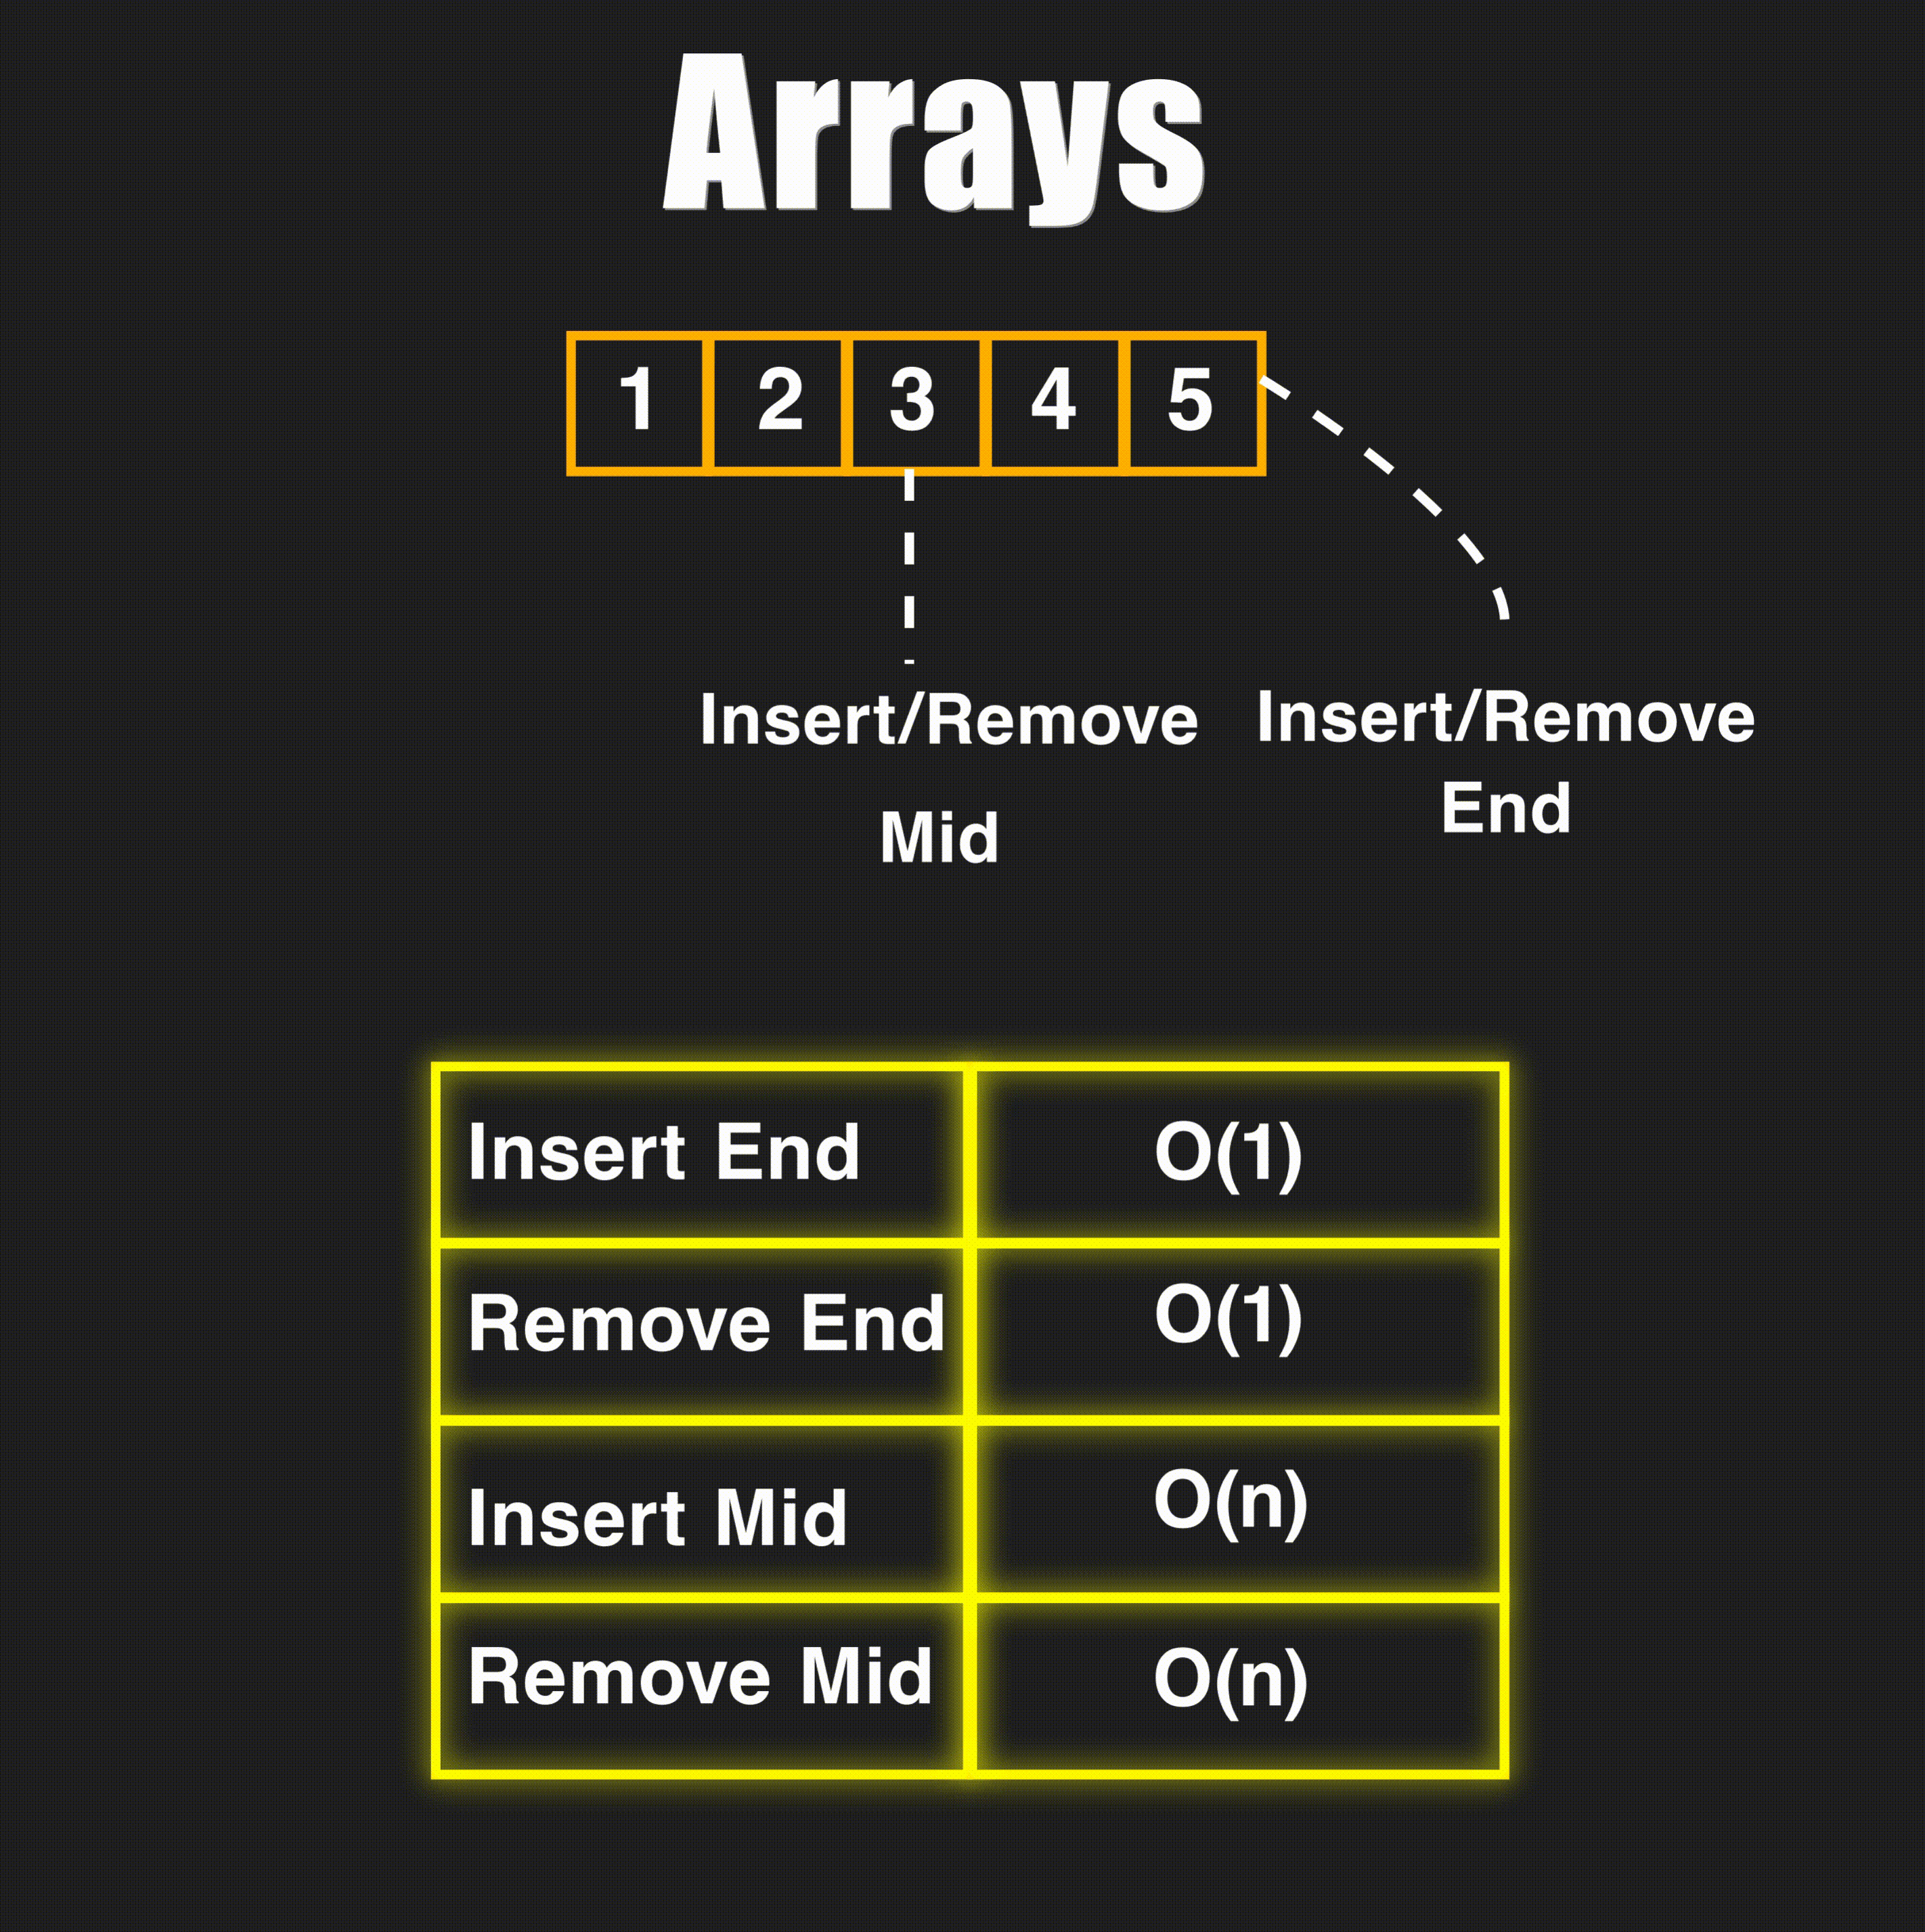 Arrays
1 2 3 4 5
Insert/Remove
Mid
Insert/Remove
End
Insert End O(1)
Remove End O(1)
Insert Mid O(n)
Remove Mid O(n)